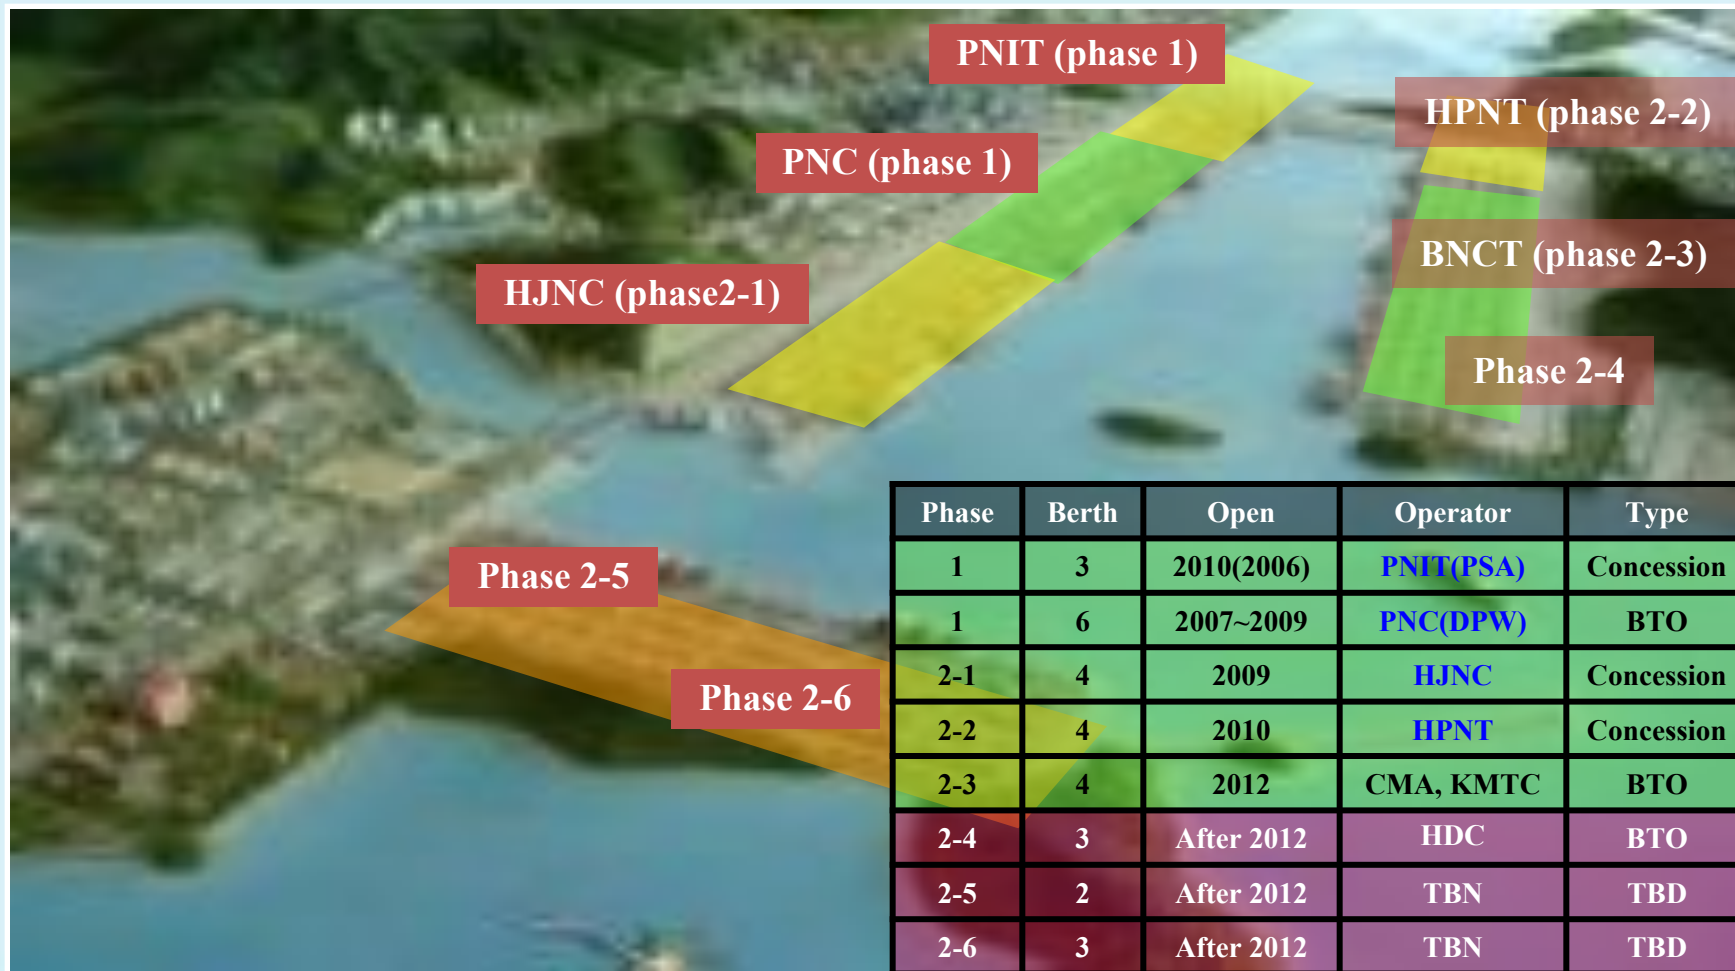 PNIT (phase 1)
HPNT (phase 2-2)
PNC (phase 1)
BNCT (phase 2-3)
HJNC (phase2-1)
Phase 2-4
Phase 2-5
Phase 2-6
Phase Berth Open Operator Type
1 3 2010(2006) PNIT(PSA) Concession
1 6 2007~2009 PNC(DPW) BTO
2-1 4 2009 HJNC Concession
2-2 4 2010 HPNT Concession
2-3 4 2012 CMA, KMTC BTO
2-4 3 After 2012 HDC BTO
2-5 2 After 2012 TBN TBD
2-6 3 After 2012 TBN TBD